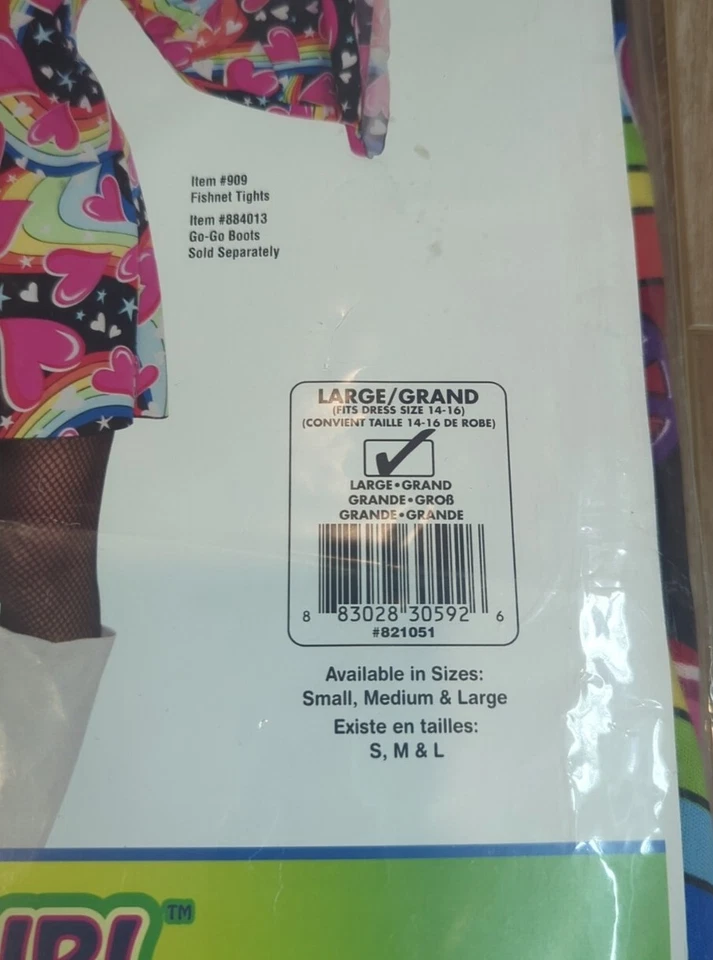 Item #909
Fishnet Tights
Item #884013
Go-Go Boots
Sold Separately
LARGE/GRAND
(FITS DRESS SIZE 14-16)
(CONVIENT TAILLE 14-16 DE ROBE)
LARGE•GRAND
GRANDE•GROß
GRANDE•GRANDE
8 83028 30592 6
#821051
Available in Sizes:
Small, Medium & Large
Existe en tailles:
S, M & L
TM